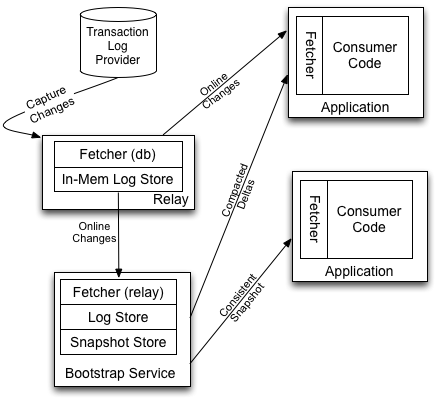 Transaction
Log
Provider
Capture
Changes
Online
Changes
Fetcher
Consumer
Code
Application
Fetcher (db)
In-Mem Log Store
Relay
Online
Changes
Compacted
Deltas
Fetcher
Consumer
Code
Application
Consistent
Snapshot
Fetcher (relay)
Log Store
Snapshot Store
Bootstrap Service